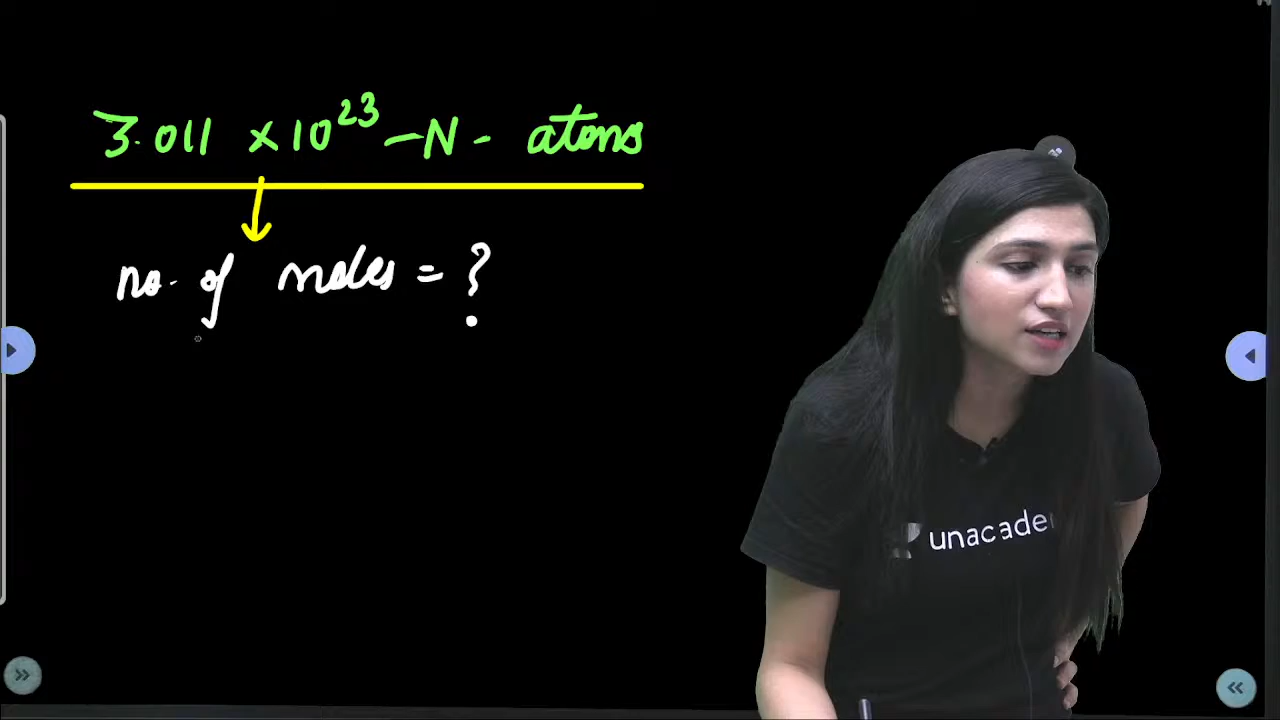 3.011 × 10²³ – N - atoms
no. of moles = ?
unacade